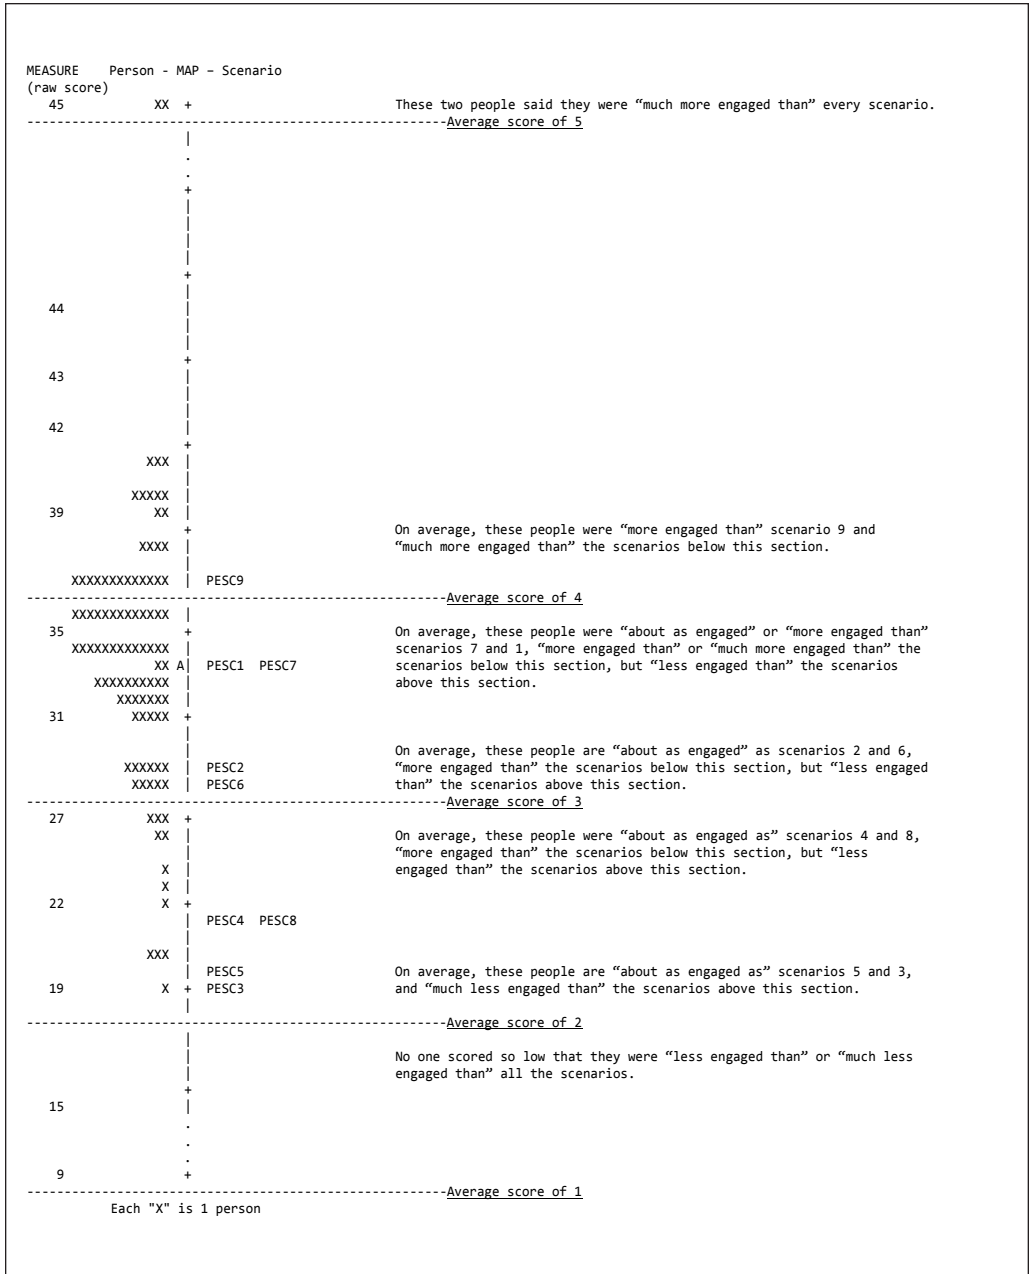 MEASURE Person - MAP – Scenario
(raw score)
45 XX + These two people said they were “much more engaged than” every scenario.
---------------------------------------------------------Average score of 5
|
.
.
+
|
|
|
|
+
|
44 |
|
|
+
43 |
|
|
42 |
+
XXX |
|
XXXXX |
39 XX |
+ On average, these people were “more engaged than” scenario 9 and
XXXX | “much more engaged than” the scenarios below this section.
|
XXXXXXXXXXXXX | PESC9
---------------------------------------------------------Average score of 4
XXXXXXXXXXXXX |
35 + On average, these people were “about as engaged” or “more engaged than”
XXXXXXXXXXXXX | scenarios 7 and 1, “more engaged than” or “much more engaged than” the
XX A| PESC1 PESC7 scenarios below this section, but “less engaged than” the scenarios
XXXXXXXXXX | above this section.
XXXXXXX |
31 XXXXX +
|
| On average, these people are “about as engaged” as scenarios 2 and 6,
XXXXXX | PESC2 “more engaged than” the scenarios below this section, but “less engaged
XXXXX | PESC6 than” the scenarios above this section.
---------------------------------------------------------Average score of 3
27 XXX +
XX | On average, these people were “about as engaged as” scenarios 4 and 8,
| “more engaged than” the scenarios below this section, but “less
X | engaged than” the scenarios above this section.
X |
22 X +
| PESC4 PESC8
|
XXX |
| PESC5 On average, these people are “about as engaged as” scenarios 5 and 3,
19 X + PESC3 and “much less engaged than” the scenarios above this section.
|
---------------------------------------------------------Average score of 2
|
| No one scored so low that they were “less engaged than” or “much less
| engaged than” all the scenarios.
+
15 |
.
.
.
9 +
---------------------------------------------------------Average score of 1
Each "X" is 1 person